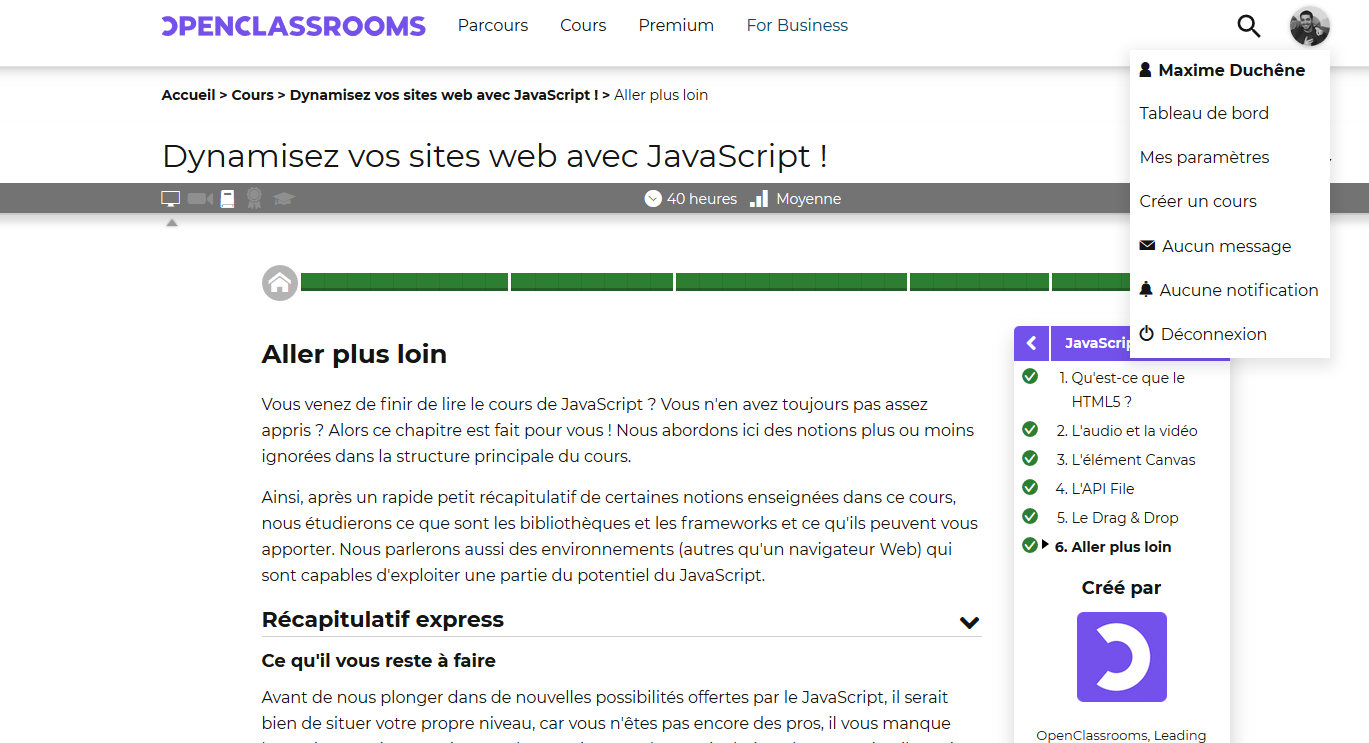 OPENCLASSROOMS
Parcours
Cours
Premium
For Business
Maxime Duchêne
Tableau de bord
Mes paramètres
Créer un cours
Aucun message
Aucune notification
Déconnexion
Accueil > Cours > Dynamisez vos sites web avec JavaScript ! > Aller plus loin
Dynamisez vos sites web avec JavaScript !
40 heures
Moyenne
Aller plus loin
Vous venez de finir de lire le cours de JavaScript ? Vous n'en avez toujours pas assez
appris ? Alors ce chapitre est fait pour vous ! Nous abordons ici des notions plus ou moins
ignorées dans la structure principale du cours.
Ainsi, après un rapide petit récapitulatif de certaines notions enseignées dans ce cours,
nous étudierons ce que sont les bibliothèques et les frameworks et ce qu'ils peuvent vous
apporter. Nous parlerons aussi des environnements (autres qu'un navigateur Web) qui
sont capables d'exploiter une partie du potentiel du JavaScript.
Récapitulatif express
Ce qu'il vous reste à faire
Avant de nous plonger dans de nouvelles possibilités offertes par le JavaScript, il serait
bien de situer votre propre niveau, car vous n'êtes pas encore des pros, il vous manque
1. Qu'est-ce que le
HTML5 ?
2. L'audio et la vidéo
3. L'élément Canvas
4. L'API File
5. Le Drag & Drop
6. Aller plus loin
Créé par
OpenClassrooms, Leading